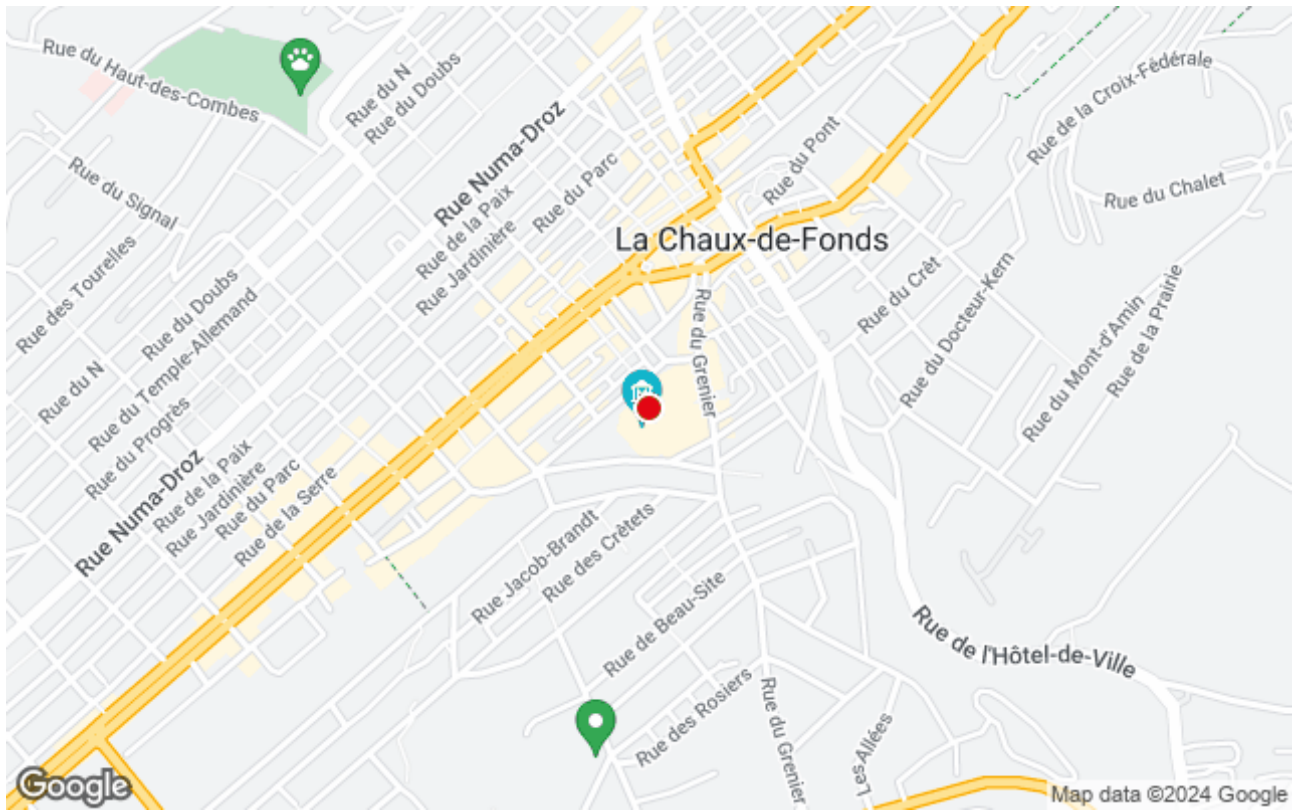 Rue du Haut-des-Combes
Rue du N
Rue du Doubs
Rue de la Croix-Fédérale
Rue Numa-Droz
Rue du Pont
Rue du Parc
Rue du Signal
Rue de la Paix
Rue du Chalet
Rue Jardinière
La Chaux-de-Fonds
Rue des Tourelles
Rue du Doubs
Rue du Crêt
Rue du Docteur-Kern
Rue du Temple-Allemand
Rue du Grenier
Rue du Mont-d'Amin
Rue de la Prairie
Rue du N
Rue du Progrès
Rue Numa-Droz
Rue de la Paix
Rue Jardinière
Rue du Parc
Rue de la Serre
Rue Jacob-Brandt
Rue des Crêtets
Rue de Beau-Site
Rue de l'Hôtel-de-Ville
Rue des Rosiers
Rue du Grenier
Les Allées
Google
Map data ©2024 Google